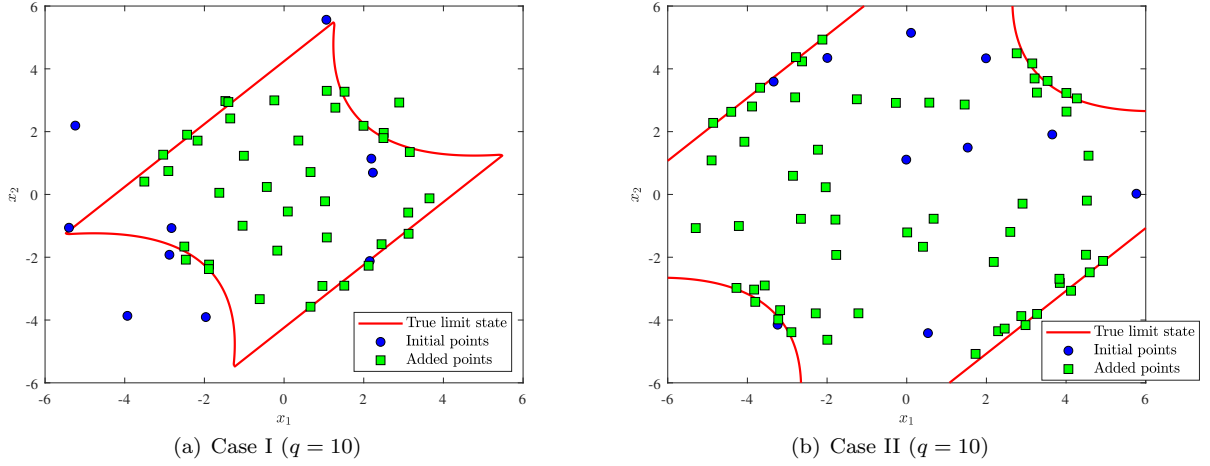 6
4
2
0
-2
-4
-6
-6
-4
-2
0
2
4
6
x2
x1
True limit state
Initial points
Added points
(a) Case I (q = 10)
6
4
2
0
-2
-4
-6
-6
-4
-2
0
2
4
6
x2
x1
True limit state
Initial points
Added points
(b) Case II (q = 10)